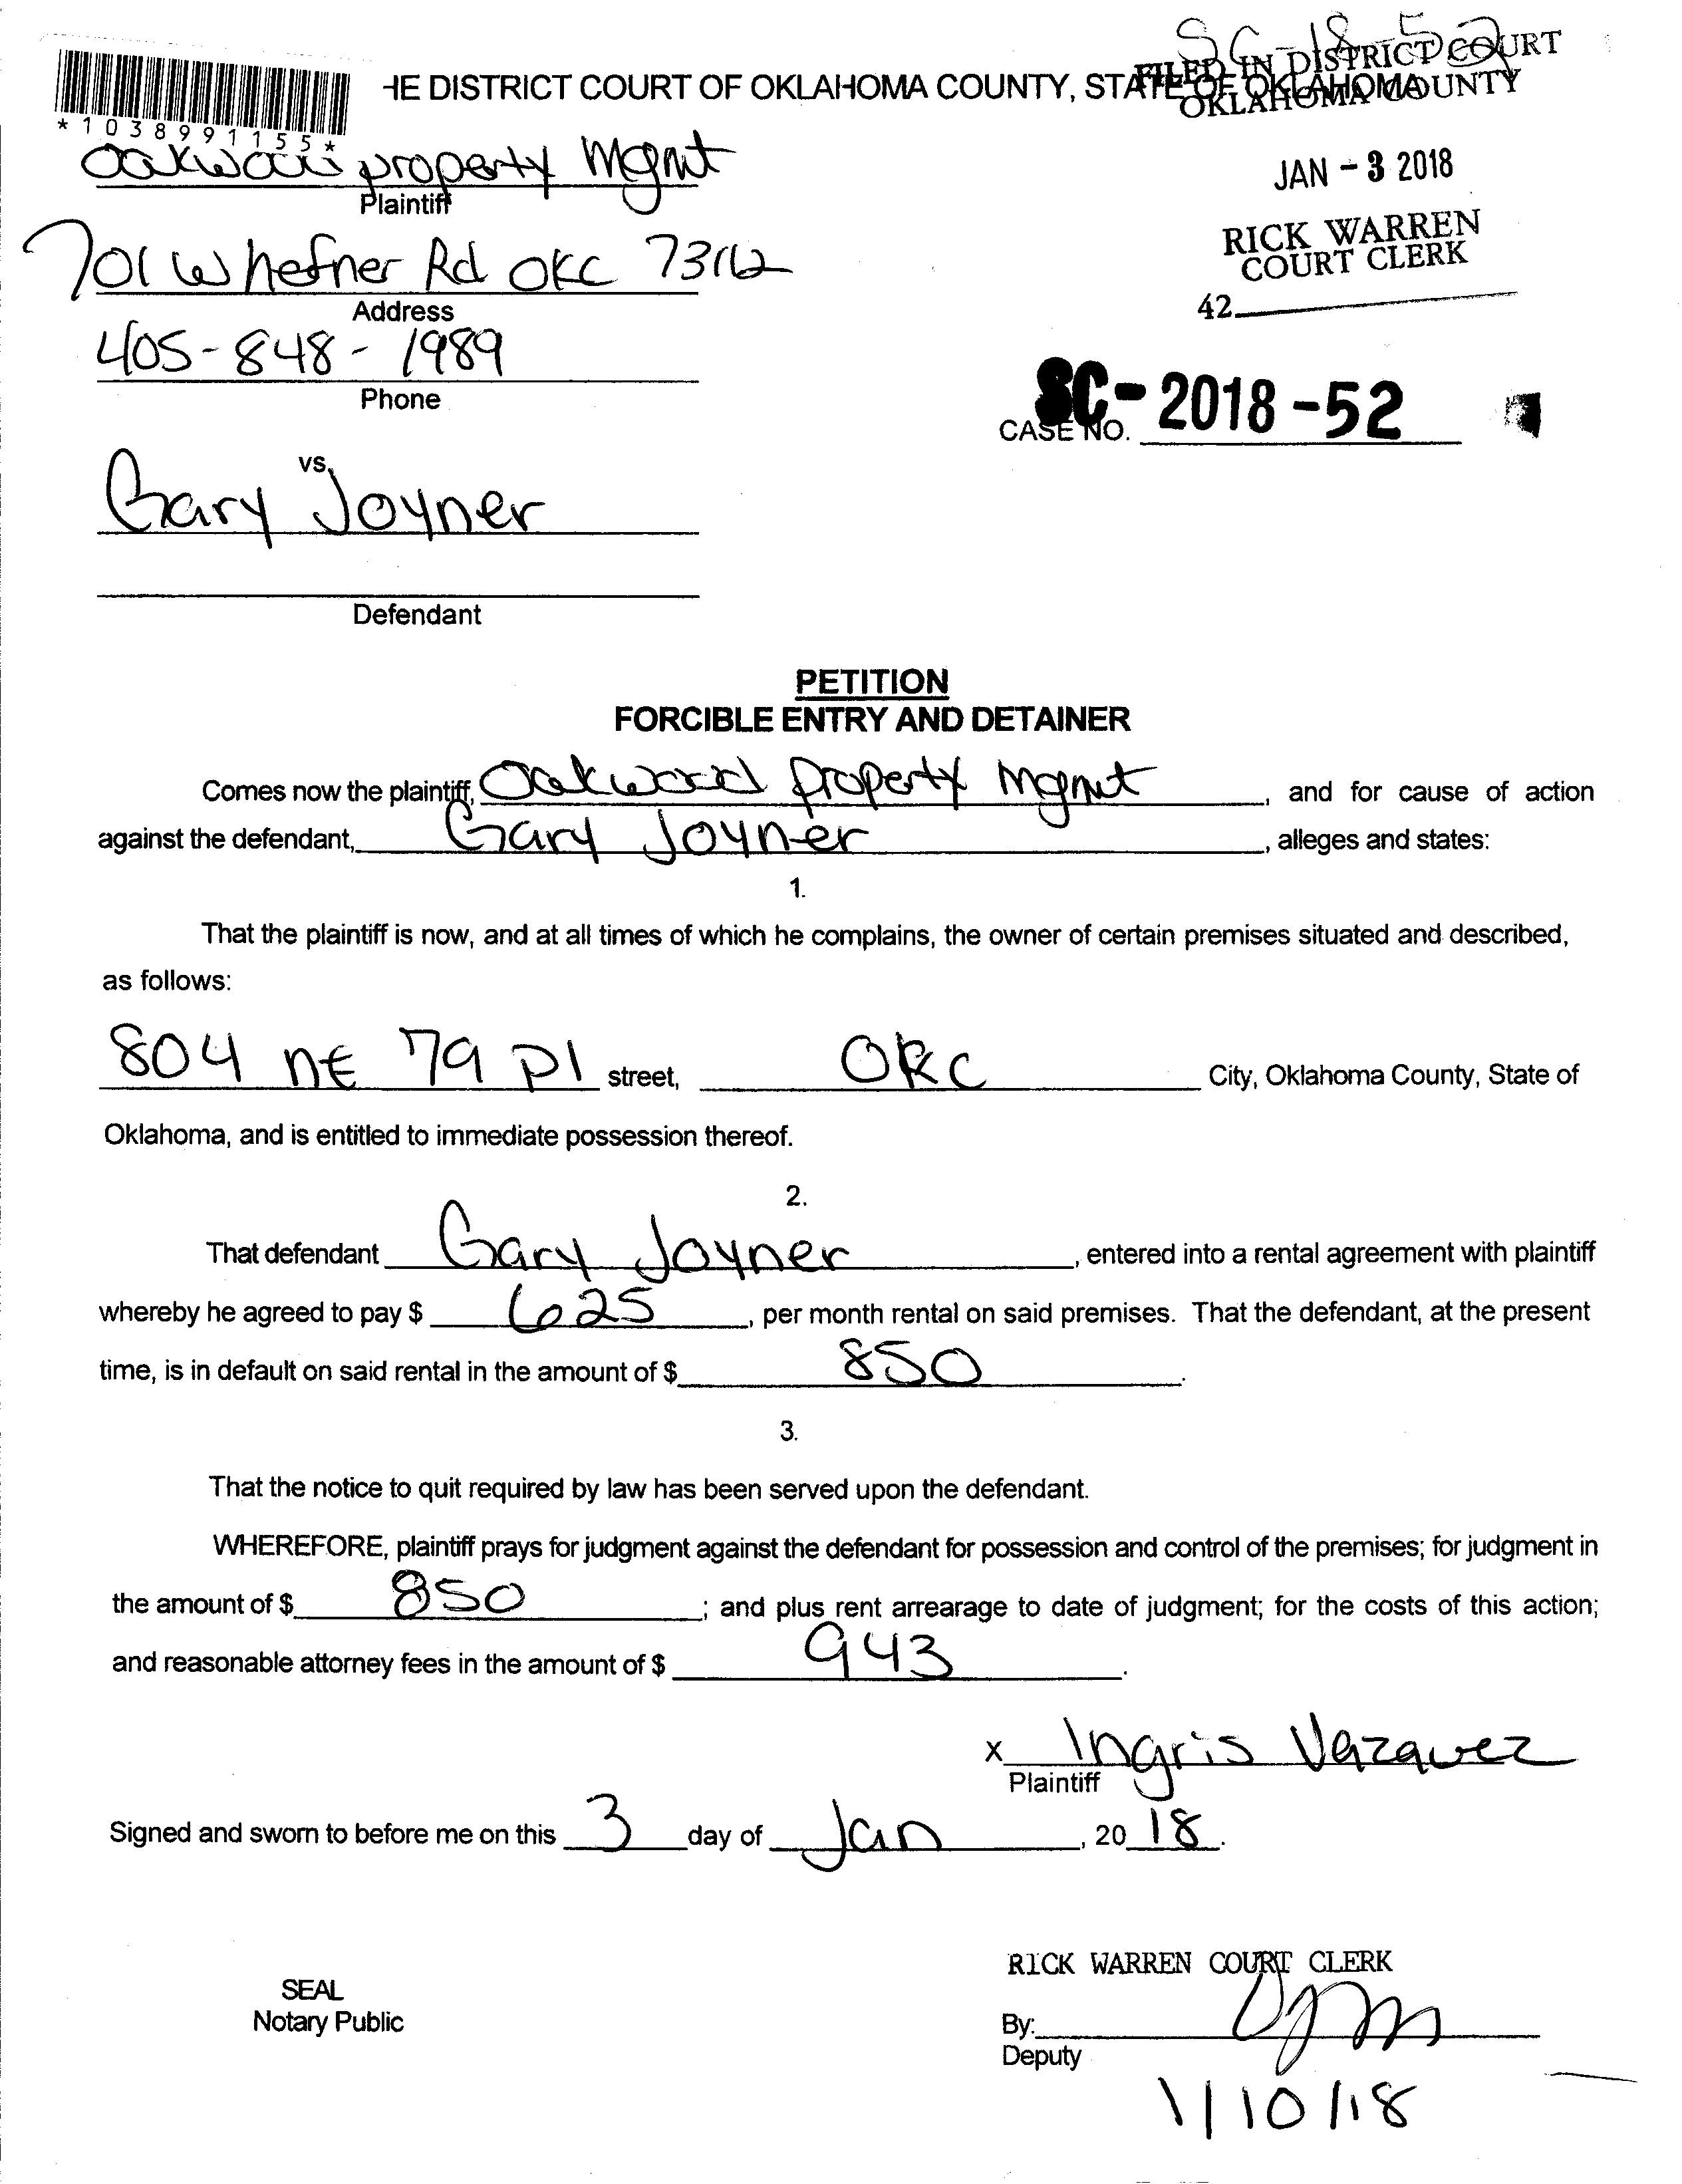 SC-18-52
FILED IN DISTRICT COURT
OKLAHOMA COUNTY
HE DISTRICT COURT OF OKLAHOMA COUNTY, STATE OF OKLAHOMA
*1038991155*
JAN - 3 2018
Oakwood property Mgmt
Plaintiff
RICK WARREN
COURT CLERK
701 W hefner Rd OKC 73112
42
Address
405-848-1989
Phone
SC-2018-52
CASE NO.
vs.
Gary Joyner
Defendant
PETITION
FORCIBLE ENTRY AND DETAINER
Comes now the plaintiff, Oakwood Property Mgmt, and for cause of action
against the defendant, Gary Joyner, alleges and states:
1.
That the plaintiff is now, and at all times of which he complains, the owner of certain premises situated and described,
as follows:
804 NE 79 Pl street, OKC City, Oklahoma County, State of
Oklahoma, and is entitled to immediate possession thereof.
2.
That defendant Gary Joyner, entered into a rental agreement with plaintiff
whereby he agreed to pay $ 625, per month rental on said premises. That the defendant, at the present
time, is in default on said rental in the amount of $ 850.
3.
That the notice to quit required by law has been served upon the defendant.
WHEREFORE, plaintiff prays for judgment against the defendant for possession and control of the premises; for judgment in
the amount of $ 850; and plus rent arrearage to date of judgment; for the costs of this action;
and reasonable attorney fees in the amount of $ 943.
x Ingris Vazquez
Plaintiff
Signed and sworn to before me on this 3 day of Jan, 20 18.
RICK WARREN COURT CLERK
SEAL
Notary Public
By:
Deputy
1/10/18